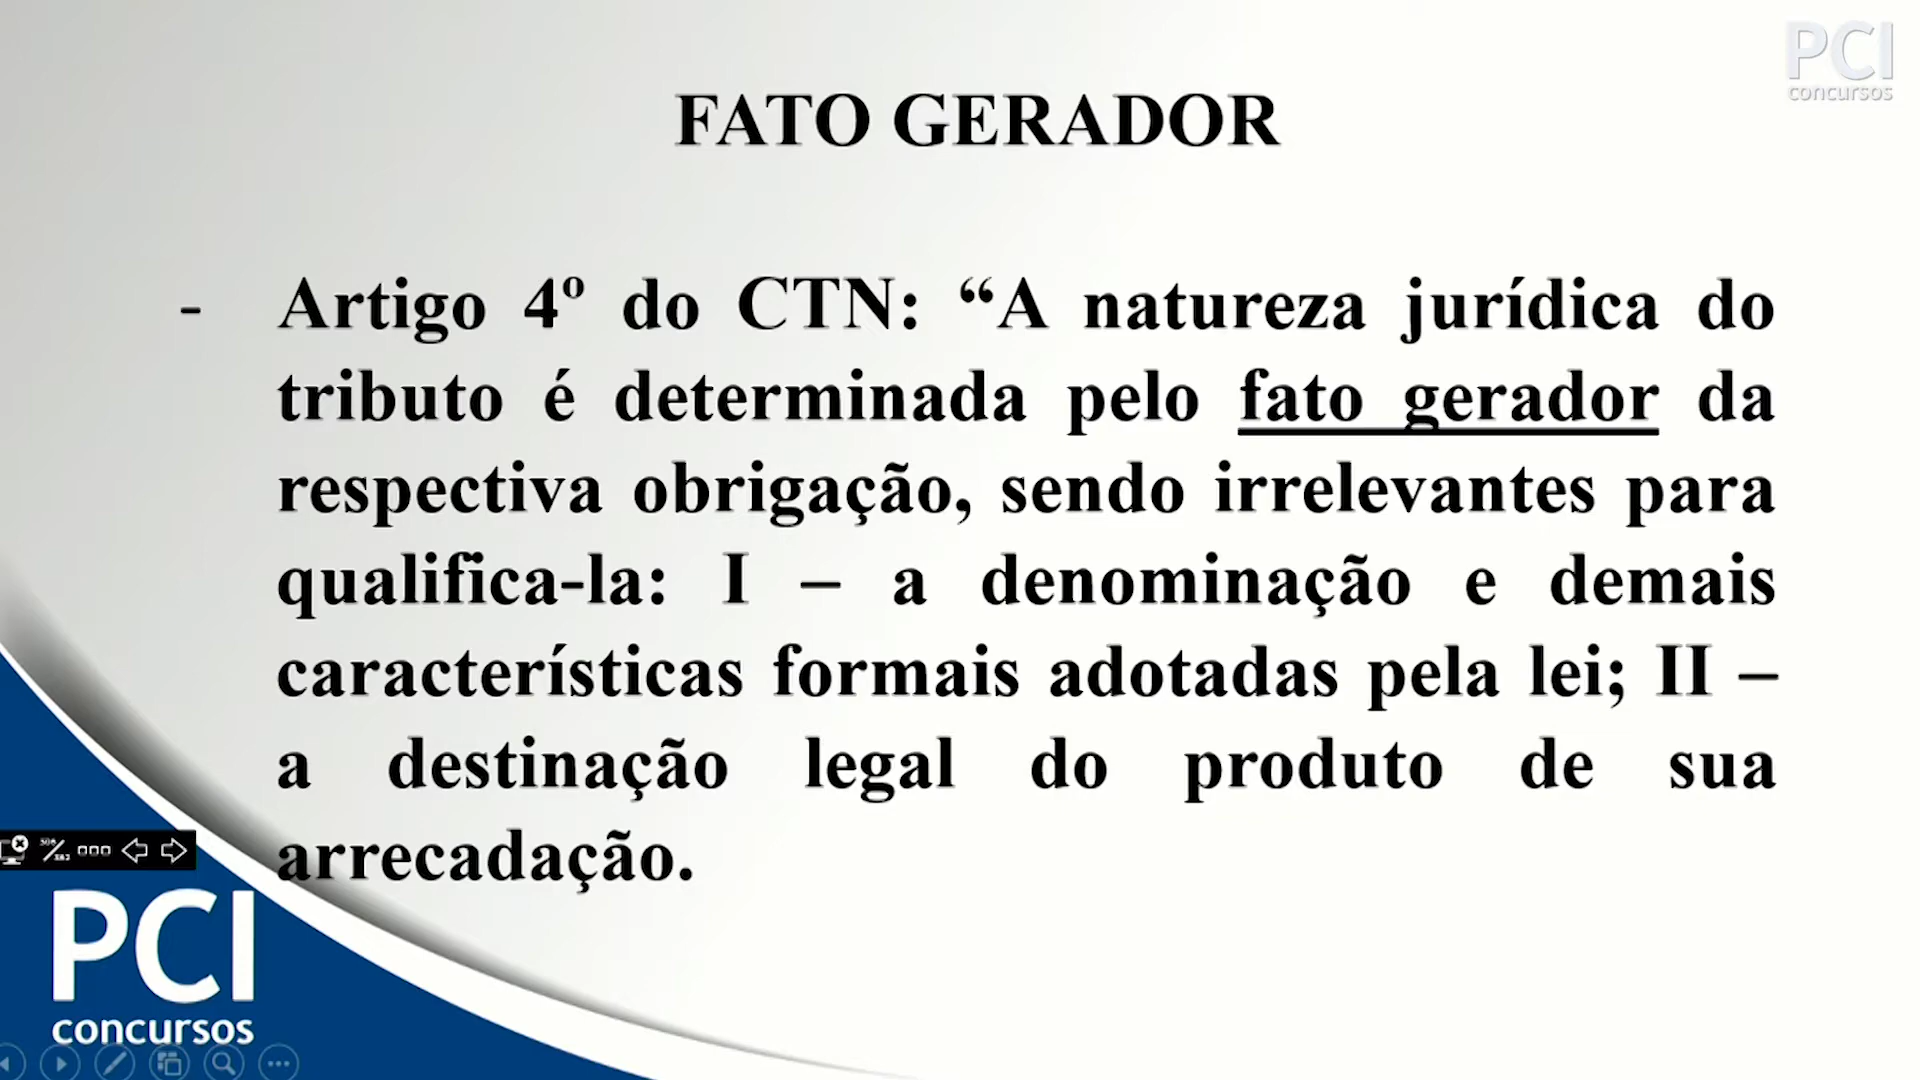 PCI
concursos
FATO GERADOR
- Artigo 4º do CTN: “A natureza jurídica do
tributo é determinada pelo fato gerador da
respectiva obrigação, sendo irrelevantes para
qualifica-la: I – a denominação e demais
características formais adotadas pela lei; II –
a destinação legal do produto de sua
arrecadação.
PCI
concursos